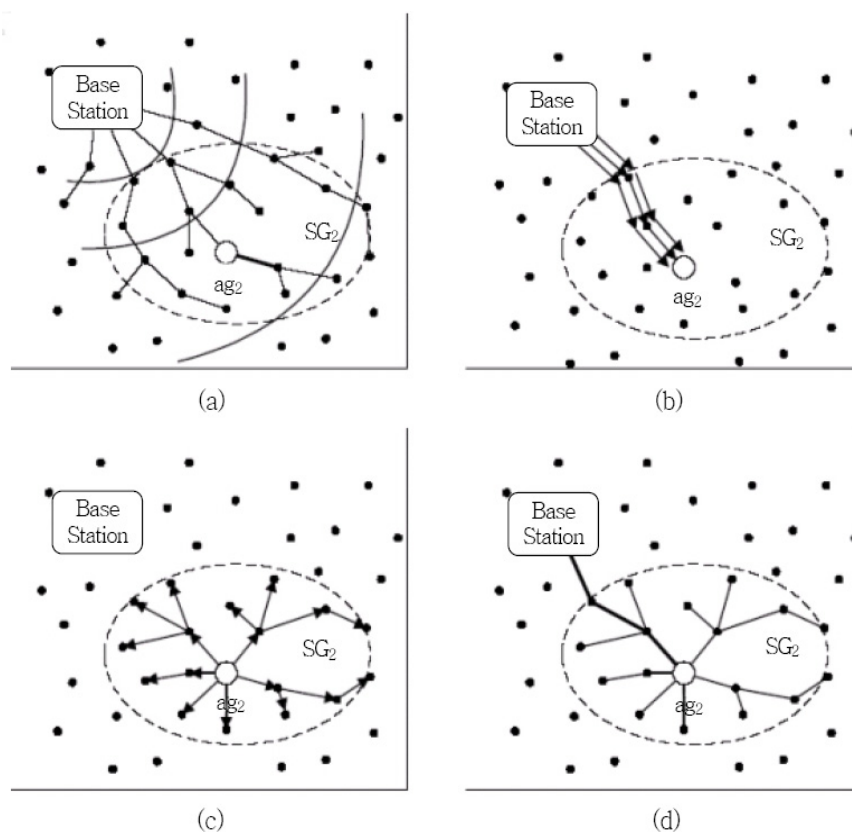 Base
Station
SG₂
ag₂
(a)
Base
Station
SG₂
ag₂
(b)
Base
Station
SG₂
ag₂
(c)
Base
Station
SG₂
ag₂
(d)